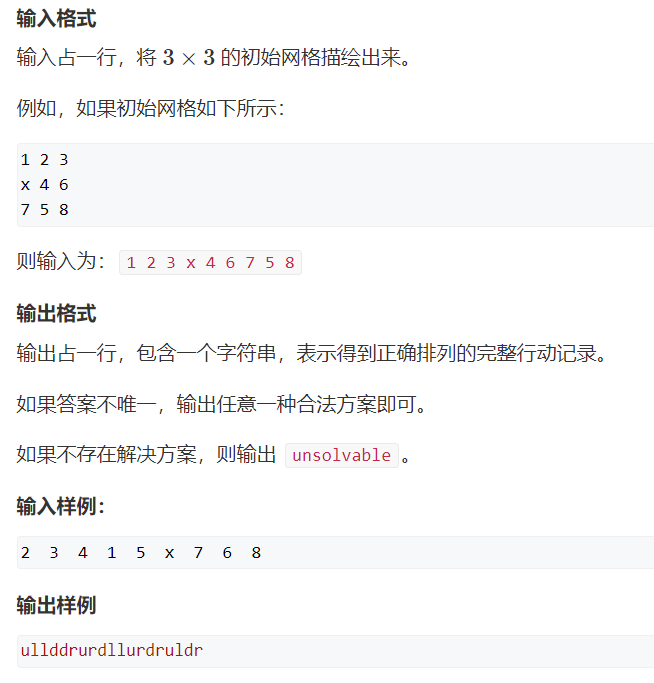 输入格式
输入占一行，将 3 × 3 的初始网格描绘出来。
例如，如果初始网格如下所示：
1 2 3
x 4 6
7 5 8
则输入为： 1 2 3 x 4 6 7 5 8
输出格式
输出占一行，包含一个字符串，表示得到正确排列的完整行动记录。
如果答案不唯一，输出任意一种合法方案即可。
如果不存在解决方案，则输出 unsolvable 。
输入样例：
2  3  4  1  5  x  7  6  8
输出样例
ullddrurdllurdruldr